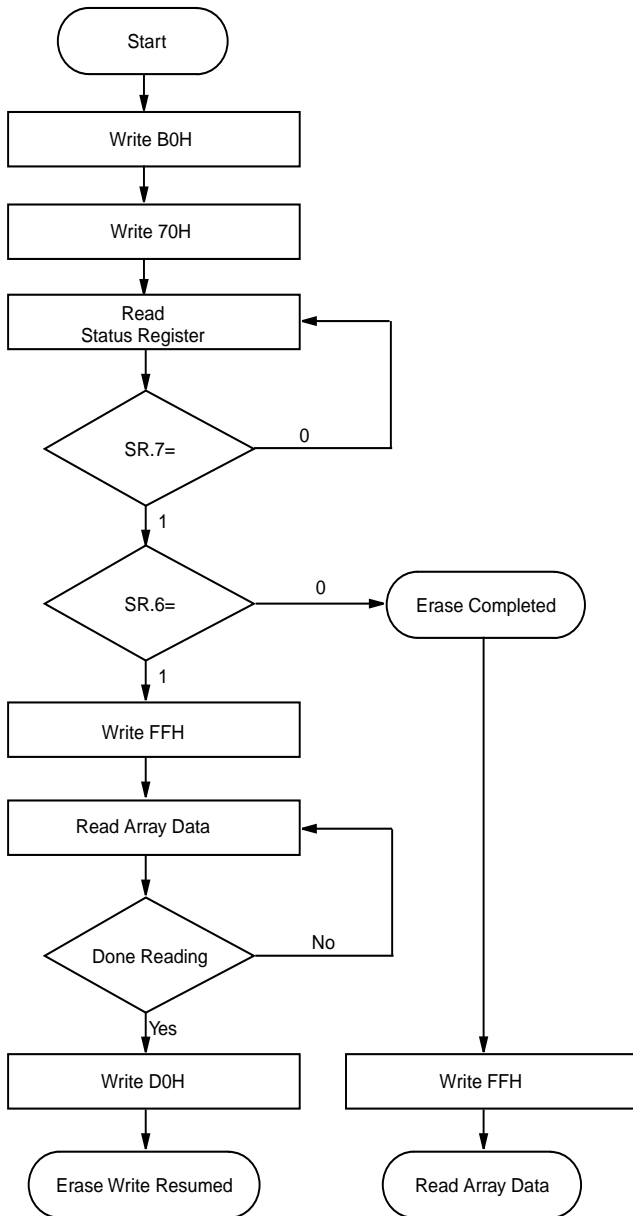 Start
Write B0H
Write 70H
Read
Status Register
SR.7=
0
1
SR.6=
0
Erase Completed
1
Write FFH
Read Array Data
Done Reading
No
Yes
Write D0H
Write FFH
Erase Write Resumed
Read Array Data